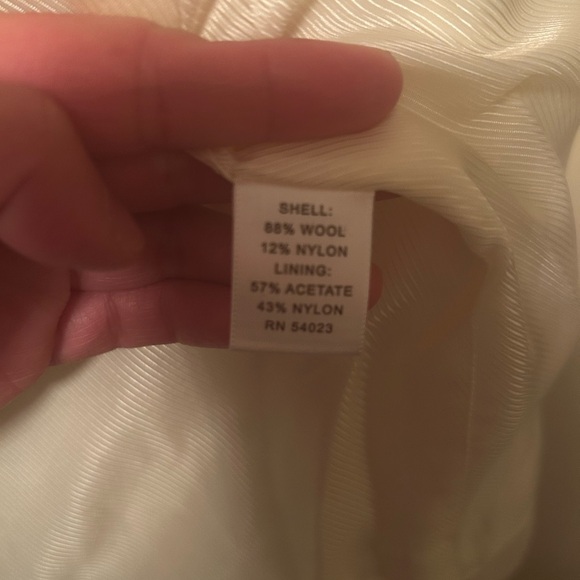 SHELL:
88% WOOL
12% NYLON
LINING:
57% ACETATE
43% NYLON
RN 54023